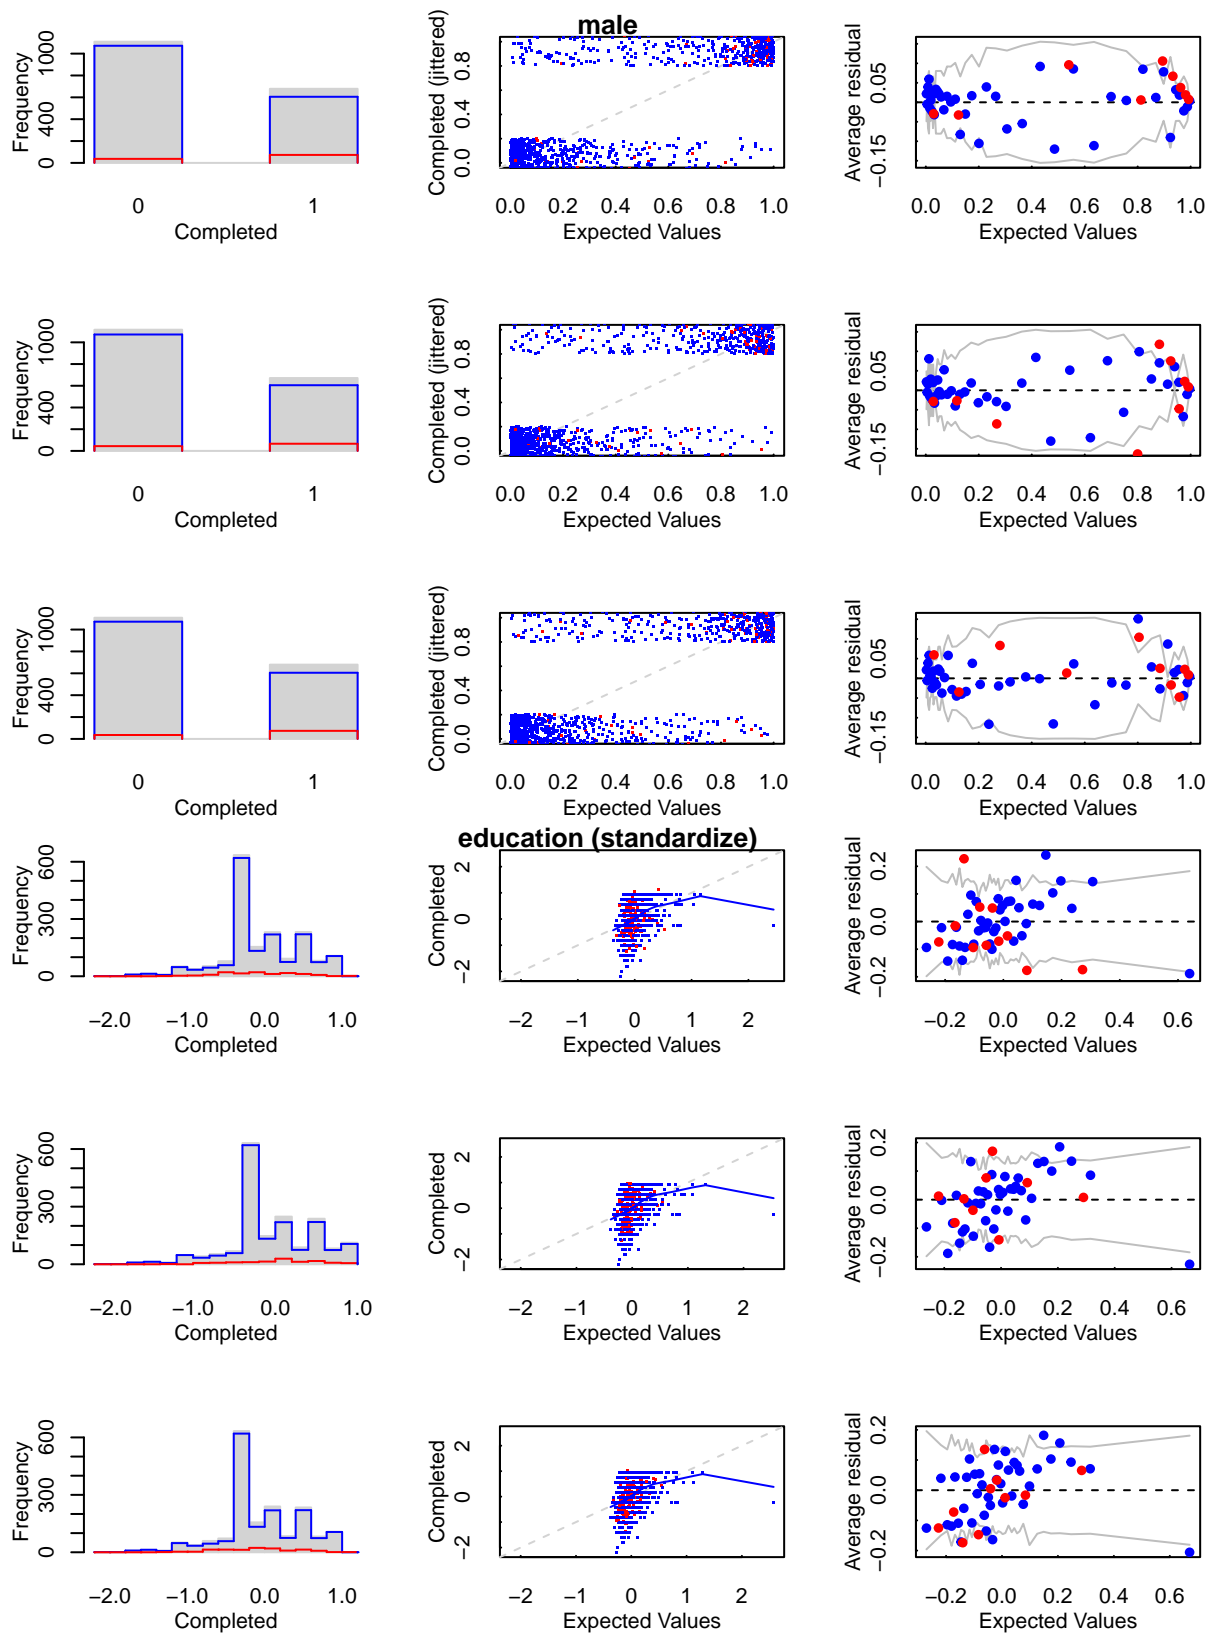 male
Frequency
0 400 1000
0 1
Completed
Completed (jittered)
0.0 0.4 0.8
0.0 0.2 0.4 0.6 0.8 1.0
Expected Values
Average residual
−0.15 0.05
0.0 0.2 0.4 0.6 0.8 1.0
Expected Values
Frequency
0 400 1000
0 1
Completed
Completed (jittered)
0.0 0.4 0.8
0.0 0.2 0.4 0.6 0.8 1.0
Expected Values
Average residual
−0.15 0.05
0.0 0.2 0.4 0.6 0.8 1.0
Expected Values
Frequency
0 400 1000
0 1
Completed
Completed (jittered)
0.0 0.4 0.8
0.0 0.2 0.4 0.6 0.8 1.0
Expected Values
Average residual
−0.15 0.05
0.0 0.2 0.4 0.6 0.8 1.0
Expected Values
education (standardize)
Frequency
0 300 600
−2.0 −1.0 0.0 1.0
Completed
Completed
−2 0 2
−2 −1 0 1 2
Expected Values
Average residual
−0.2 0.0 0.2
−0.2 0.0 0.2 0.4 0.6
Expected Values
Frequency
0 300 600
−2.0 −1.0 0.0 1.0
Completed
Completed
−2 0 2
−2 −1 0 1 2
Expected Values
Average residual
−0.2 0.0 0.2
−0.2 0.0 0.2 0.4 0.6
Expected Values
Frequency
0 300 600
−2.0 −1.0 0.0 1.0
Completed
Completed
−2 0 2
−2 −1 0 1 2
Expected Values
Average residual
−0.2 0.0 0.2
−0.2 0.0 0.2 0.4 0.6
Expected Values